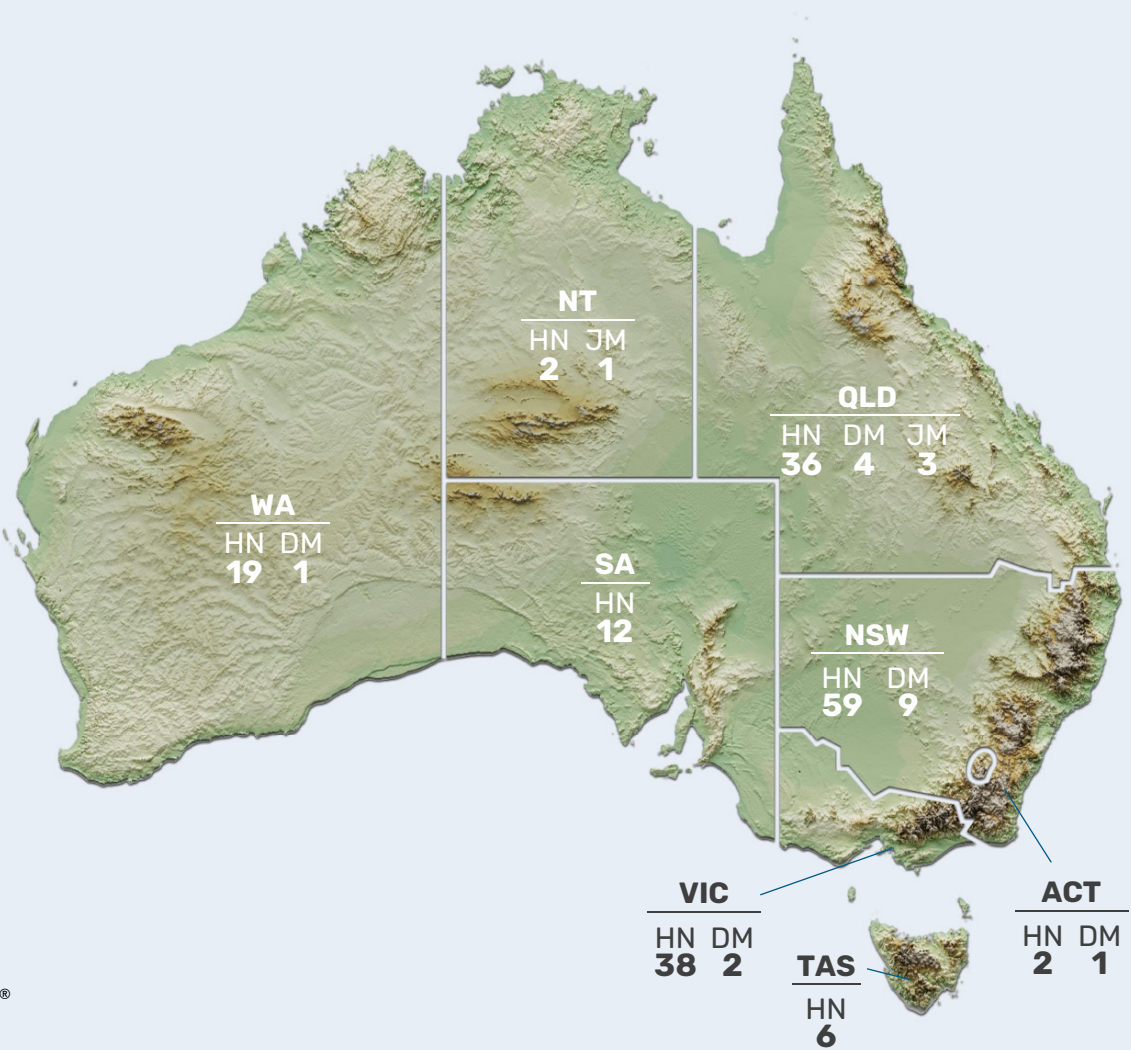 NT
HN JM
2 1
QLD
HN DM JM
36 4 3
WA
HN DM
19 1
SA
HN
12
NSW
HN DM
59 9
VIC
HN DM
38 2
ACT
HN DM
2 1
TAS
HN
6
®